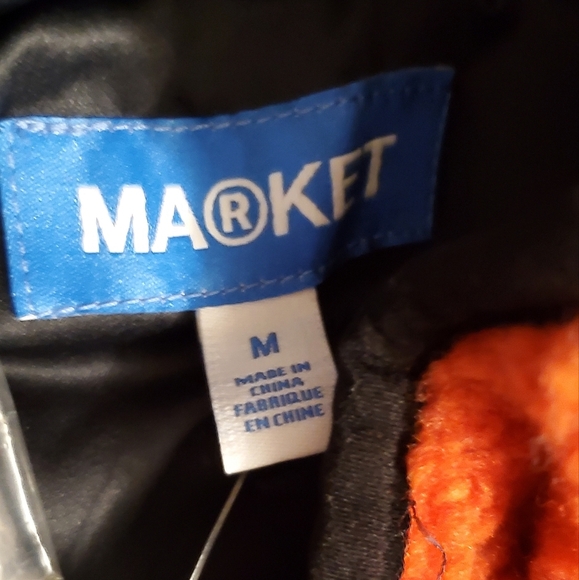 MA®KET
M
MADE IN
CHINA
FABRIQUE
EN CHINE